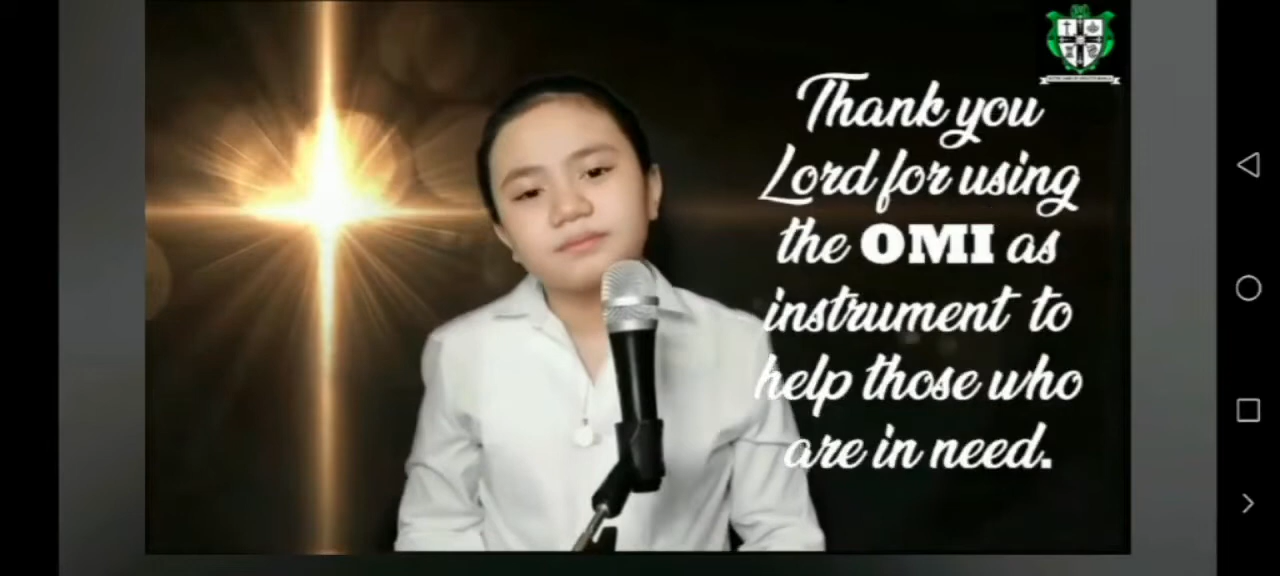 Thank you
Lord for using
the OMI as
instrument to
help those who
are in need.